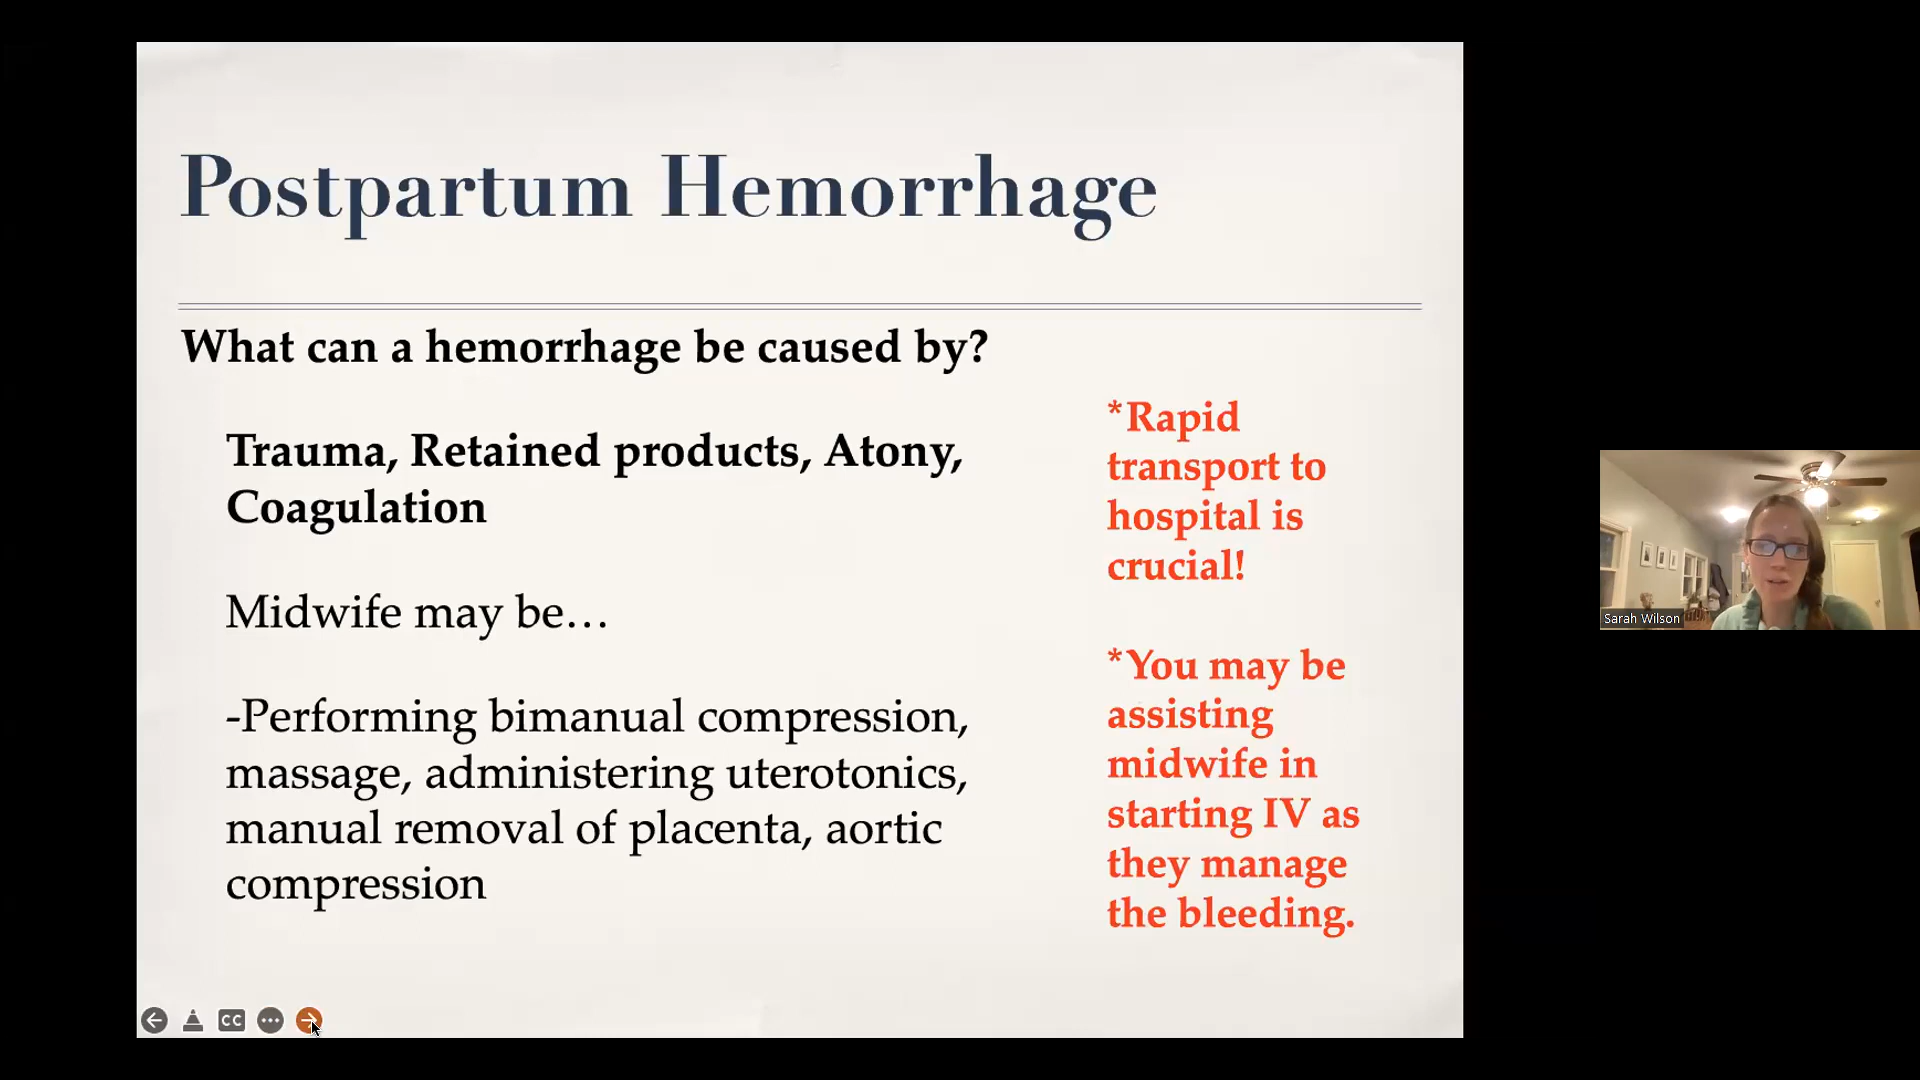 Postpartum Hemorrhage
What can a hemorrhage be caused by?
Trauma, Retained products, Atony,
Coagulation
Midwife may be…
-Performing bimanual compression,
massage, administering uterotonics,
manual removal of placenta, aortic
compression
*Rapid
transport to
hospital is
crucial!
*You may be
assisting
midwife in
starting IV as
they manage
the bleeding.
Sarah Wilson
CC